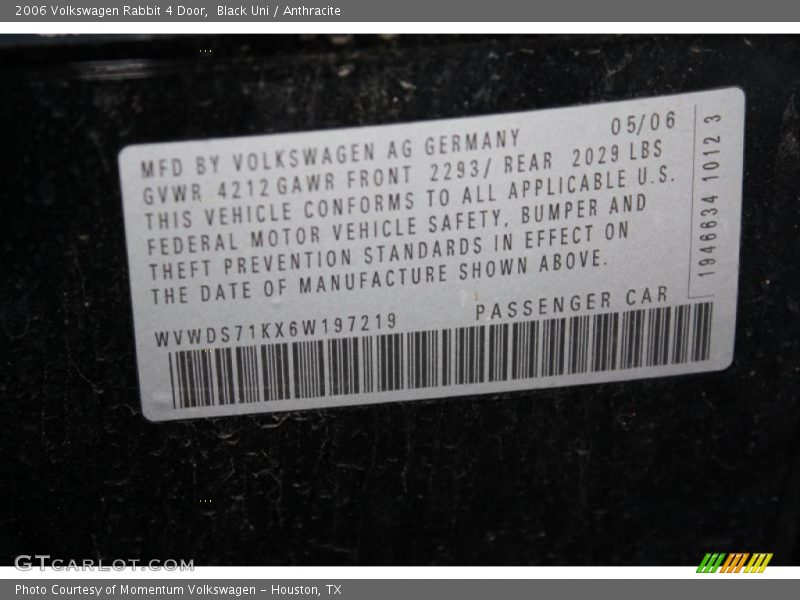 2006 Volkswagen Rabbit 4 Door, Black Uni / Anthracite
MFD BY VOLKSWAGEN AG GERMANY 05/06
GVWR 4212 GAWR FRONT 2293/ REAR 2029 LBS
THIS VEHICLE CONFORMS TO ALL APPLICABLE U.S.
FEDERAL MOTOR VEHICLE SAFETY, BUMPER AND
THEFT PREVENTION STANDARDS IN EFFECT ON
THE DATE OF MANUFACTURE SHOWN ABOVE.
1946634 10123
WVWDS71KX6W197219 PASSENGER CAR
GTCARLOT.COM
Photo Courtesy of Momentum Volkswagen - Houston, TX